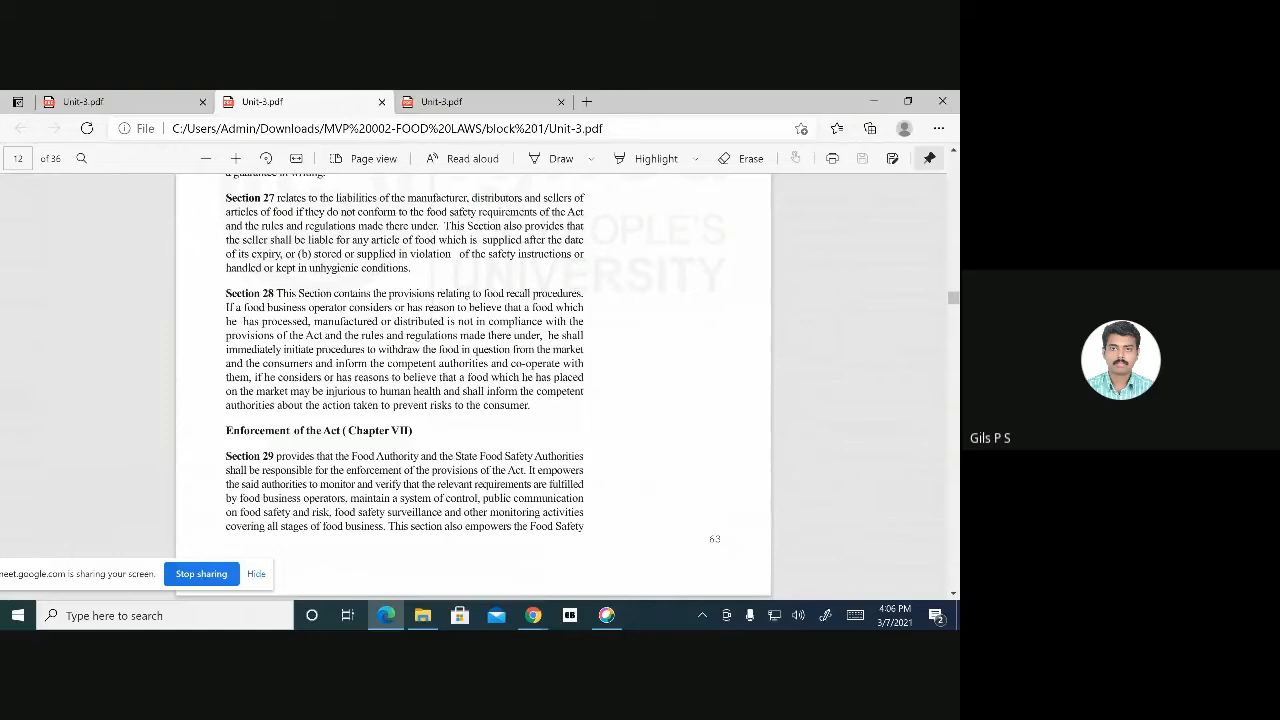 Unit-3.pdf
Unit-3.pdf
Unit-3.pdf
File
C:/Users/Admin/Downloads/MVP%20002-FOOD%20LAWS/block%201/Unit-3.pdf
12 of 36
Page view
Read aloud
Draw
Highlight
Erase
a guarantee in writing.
Section 27 relates to the liabilities of the manufacturer, distributors and sellers of
articles of food if they do not conform to the food safety requirements of the Act
and the rules and regulations made there under. This Section also provides that
the seller shall be liable for any article of food which is supplied after the date
of its expiry, or (b) stored or supplied in violation of the safety instructions or
handled or kept in unhygienic conditions.
OPLE'S
UNIVERSITY
Section 28 This Section contains the provisions relating to food recall procedures.
If a food business operator considers or has reason to believe that a food which
he has processed, manufactured or distributed is not in compliance with the
provisions of the Act and the rules and regulations made there under, he shall
immediately initiate procedures to withdraw the food in question from the market
and the consumers and inform the competent authorities and co-operate with
them, if he considers or has reasons to believe that a food which he has placed
on the market may be injurious to human health and shall inform the competent
authorities about the action taken to prevent risks to the consumer.
Enforcement of the Act ( Chapter VII)
Section 29 provides that the Food Authority and the State Food Safety Authorities
shall be responsible for the enforcement of the provisions of the Act. It empowers
the said authorities to monitor and verify that the relevant requirements are fulfilled
by food business operators, maintain a system of control, public communication
on food safety and risk, food safety surveillance and other monitoring activities
covering all stages of food business. This section also empowers the Food Safety
63
meet.google.com is sharing your screen.
Stop sharing
Hide
Type here to search
4:06 PM
3/7/2021
2
Gils P S